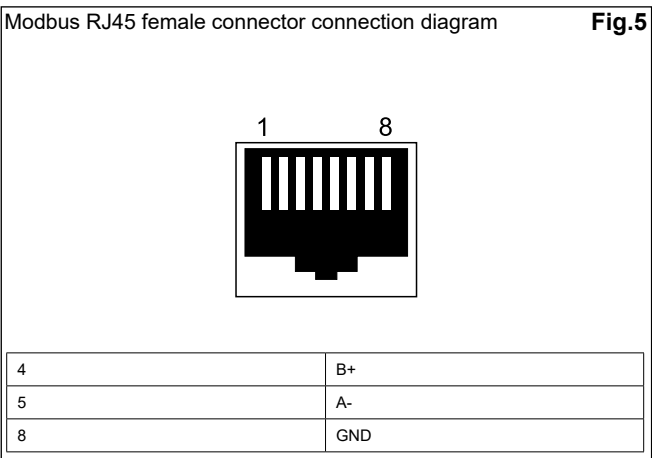 Modbus RJ45 female connector connection diagram Fig.5
1 8
4 B+
5 A-
8 GND